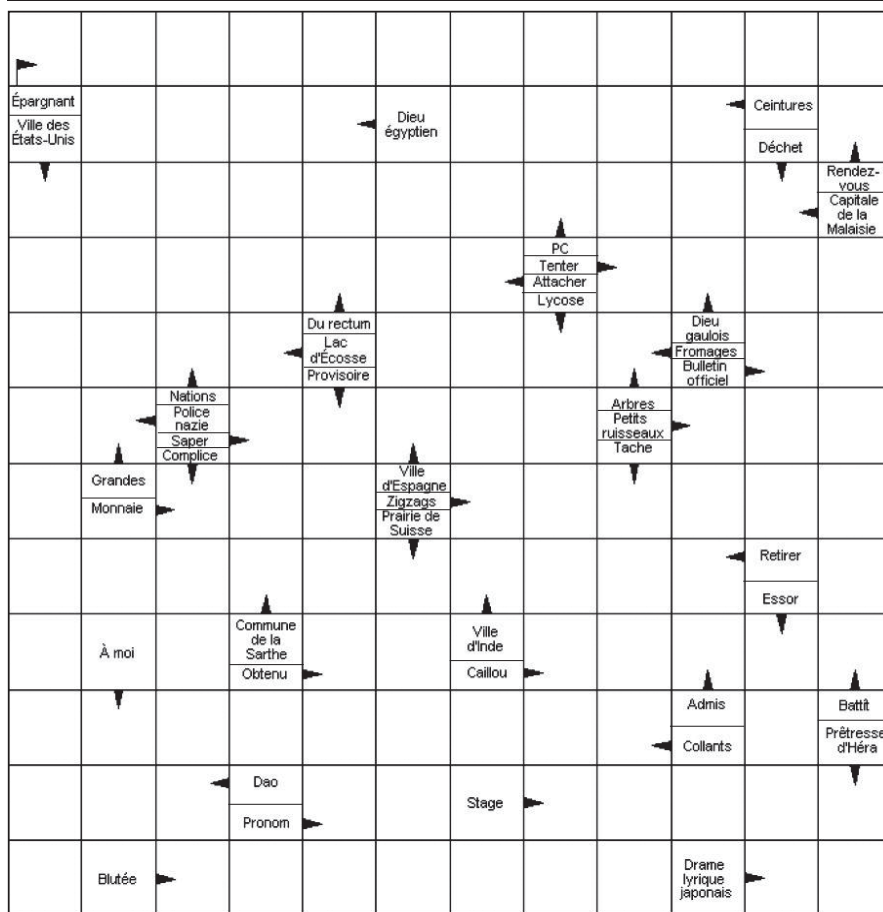 Épargnant
Ville des
États-Unis
Dieu
égyptien
Ceintures
Déchet
Rendez-
vous
Capitale
de la
Malaisie
PC
Tenter
Attacher
Lycose
Du rectum
Lac
d'Écosse
Provisoire
Dieu
gaulois
Fromages
Bulletin
officiel
Nations
Police
nazie
Saper
Complice
Arbres
Petits
ruisseaux
Tache
Grandes
Monnaie
Ville
d'Espagne
Zigzags
Prairie de
Suisse
Retirer
Essor
À moi
Commune
de la
Sarthe
Obtenu
Ville
d'Inde
Caillou
Admis
Collants
Battît
Prêtresse
d'Héra
Dao
Pronom
Stage
Blutée
Drame
lyrique
japonais